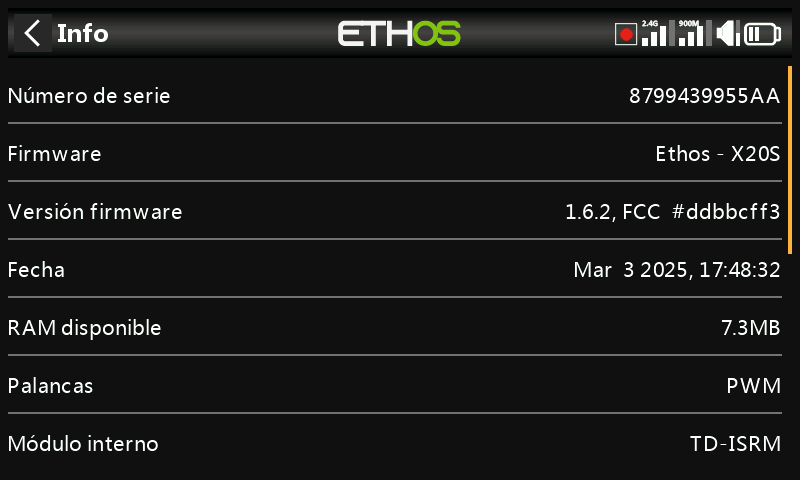 Info ETHOS 2.4G 900M
Número de serie 8799439955AA
Firmware Ethos - X20S
Versión firmware 1.6.2, FCC #ddbbcff3
Fecha Mar 3 2025, 17:48:32
RAM disponible 7.3MB
Palancas PWM
Módulo interno TD-ISRM